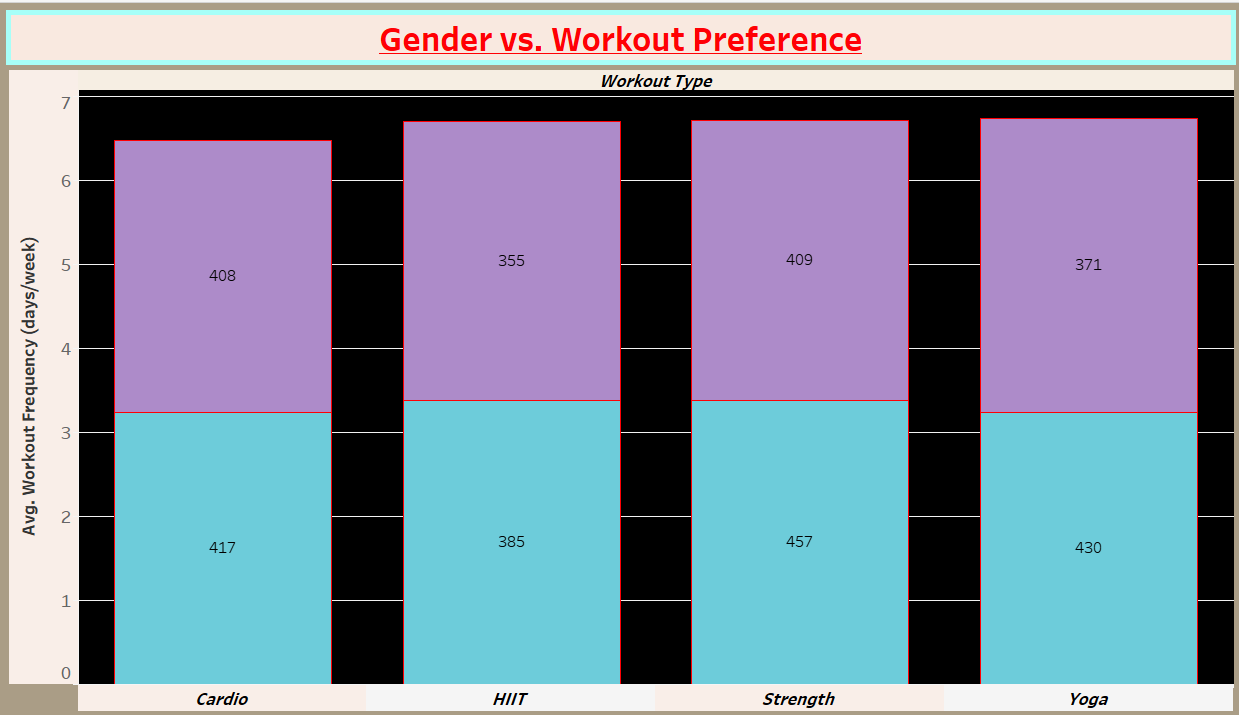 Gender vs. Workout Preference
Workout Type
Avg. Workout Frequency (days/week)
7
6
5
4
3
2
1
0
408
355
409
371
417
385
457
430
Cardio
HIIT
Strength
Yoga